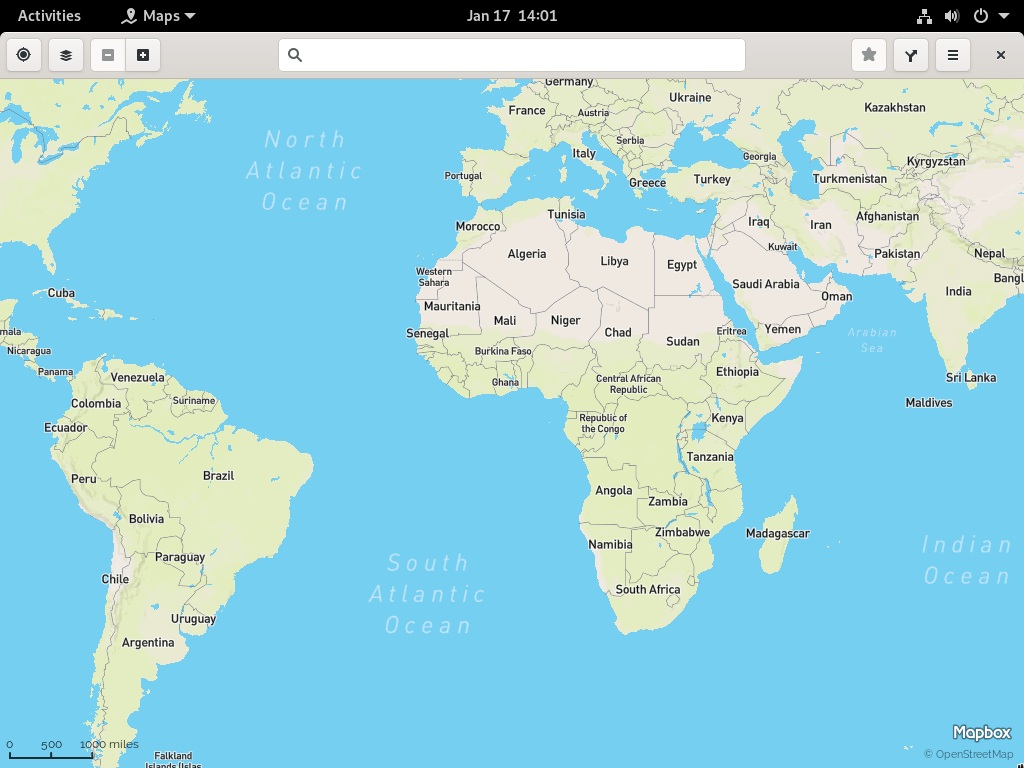 Activities
Maps
Jan 17 14:01
Germany
Ukraine
Kazakhstan
France
Austria
North
Atlantic
Ocean
Serbia
Italy
Georgia
Kyrgyzstan
Portugal
Greece
Turkey
Turkmenistan
Tunisia
Morocco
Iraq
Iran
Afghanistan
Algeria
Libya
Egypt
Kuwait
Pakistan
Nepal
Western
Sahara
Saudi Arabia
Bangl
India
Cuba
Oman
Mauritania
Mali
Niger
Chad
Senegal
Sudan
Eritrea
Yemen
Arabian
Sea
mala
Nicaragua
Burkina Faso
Panama
Venezuela
Ghana
Central African
Republic
Ethiopia
Sri Lanka
Colombia
Suriname
Maldives
Ecuador
Republic of
the Congo
Kenya
Tanzania
Peru
Brazil
Angola
Zambia
Bolivia
Zimbabwe
Madagascar
Namibia
Indian
Ocean
Paraguay
South
Atlantic
Ocean
Chile
South Africa
Uruguay
Argentina
Mapbox
0 500 1000 miles
Falkland
Islands (Islas
© OpenStreetMap